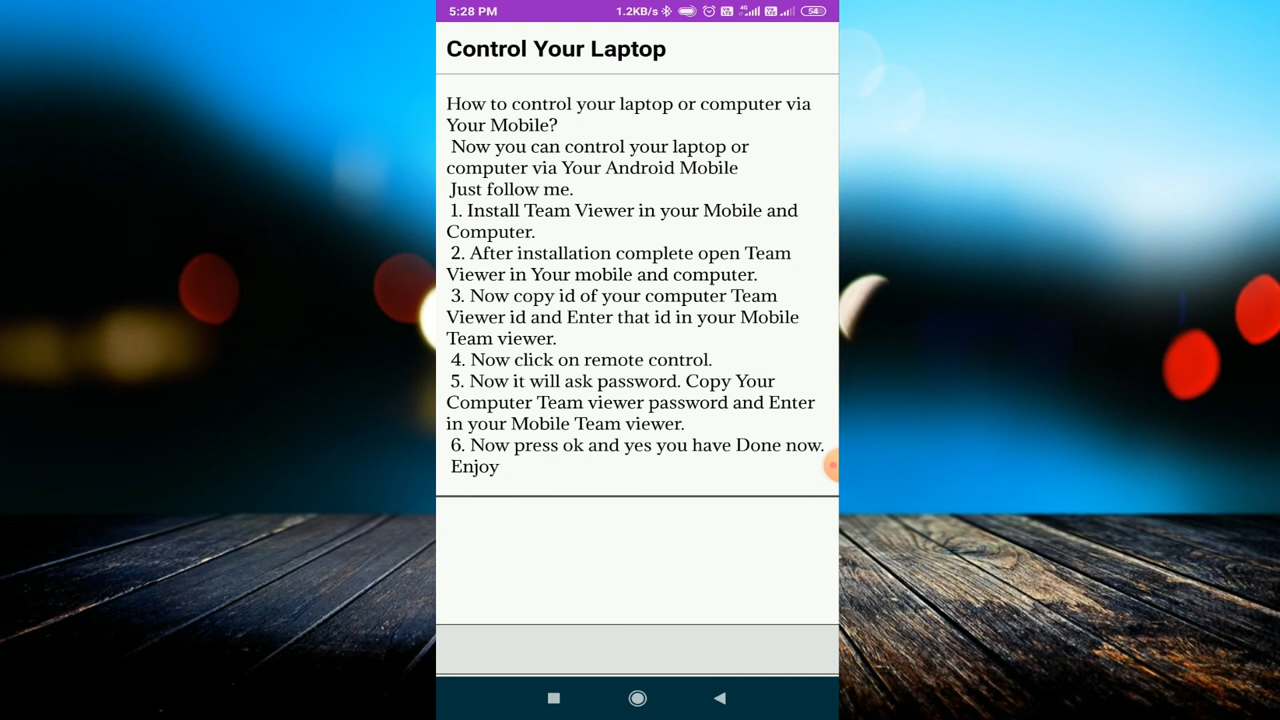 5:28 PM 1.2KB/s 4G 54
Control Your Laptop
How to control your laptop or computer via
Your Mobile?
Now you can control your laptop or
computer via Your Android Mobile
Just follow me.
1. Install Team Viewer in your Mobile and
Computer.
2. After installation complete open Team
Viewer in Your mobile and computer.
3. Now copy id of your computer Team
Viewer id and Enter that id in your Mobile
Team viewer.
4. Now click on remote control.
5. Now it will ask password. Copy Your
Computer Team viewer password and Enter
in your Mobile Team viewer.
6. Now press ok and yes you have Done now.
Enjoy